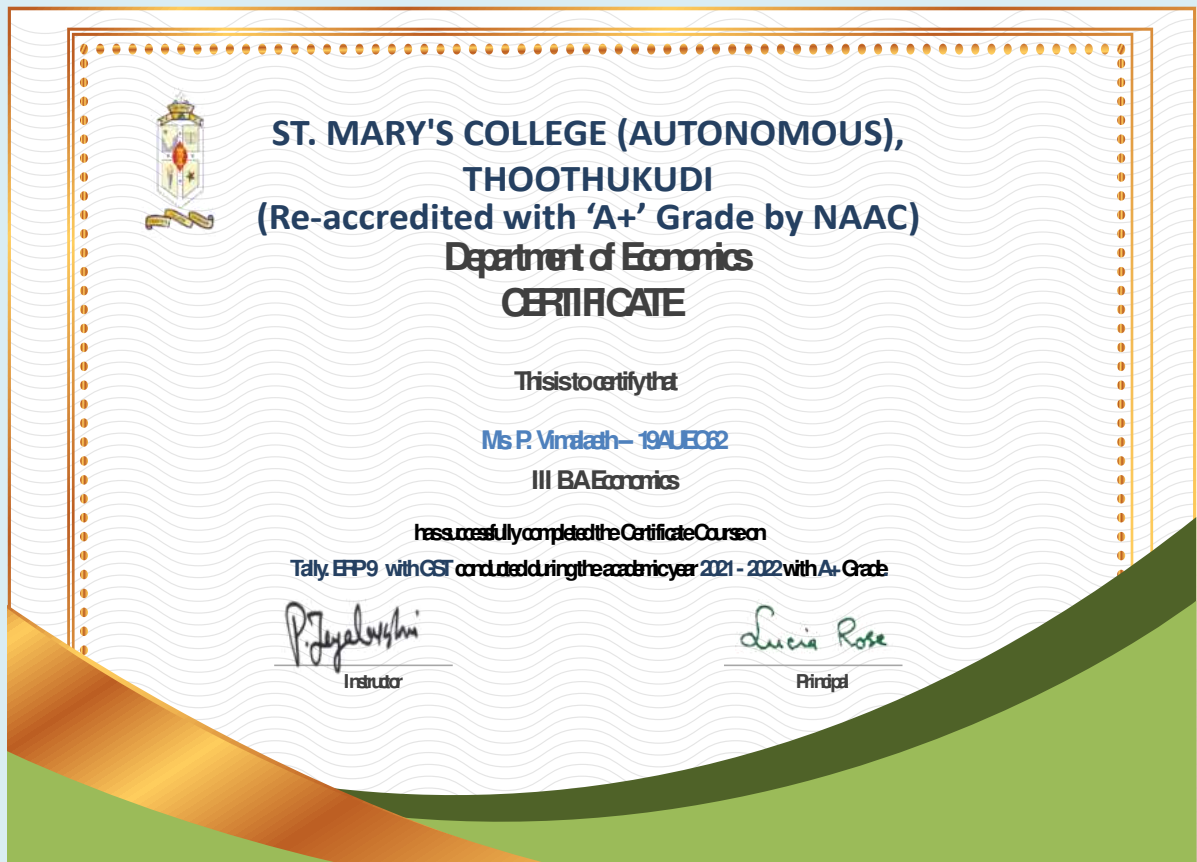 ST. MARY'S COLLEGE (AUTONOMOUS),
THOOTHUKUDI
(Re-accredited with ‘A+’ Grade by NAAC)
Department of Economics
CERTIFICATE
This is to certify that
Ms P. Vimalaeth – 19AUEC62
III BA Economics
has successfully completed the Certificate Course on
Tally. ERP 9 with GST conducted during the academic year 2021 - 2022 with A+ Grade.
Lucia Rose
Instructor
Principal